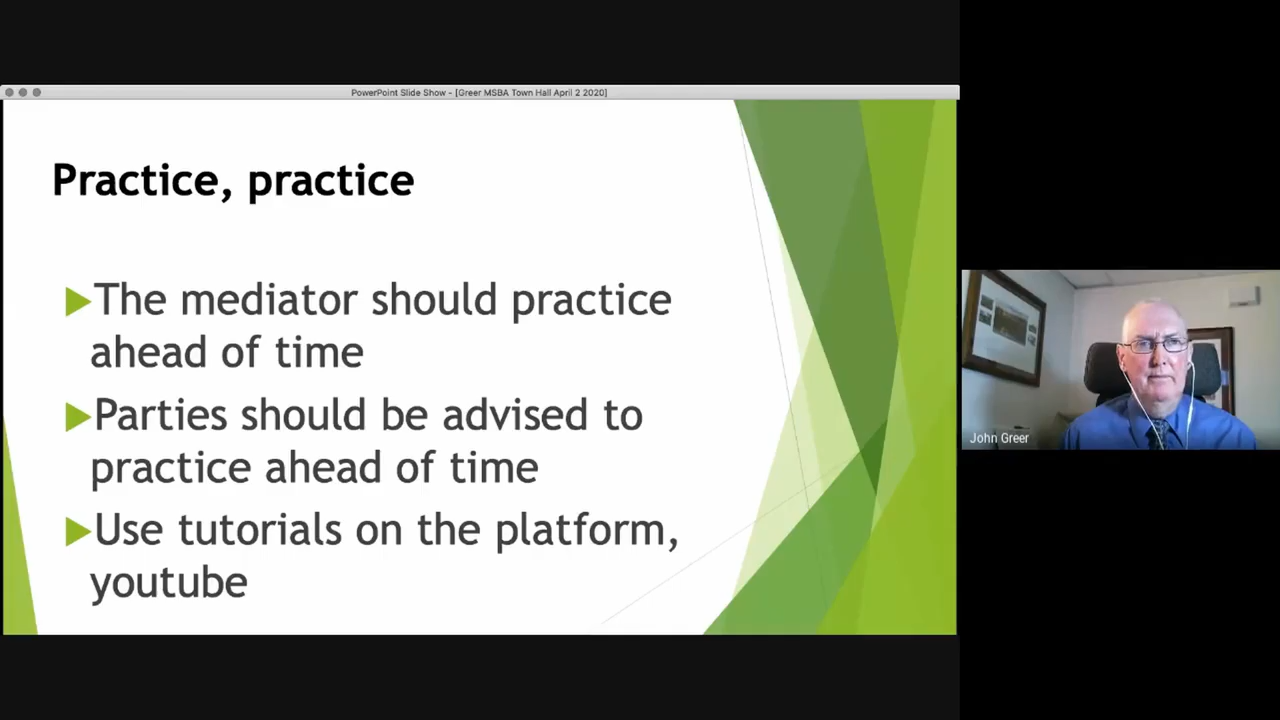 PowerPoint Slide Show - [Greer MSBA Town Hall April 2 2020]
Practice, practice
The mediator should practice
ahead of time
Parties should be advised to
practice ahead of time
Use tutorials on the platform,
youtube
John Greer